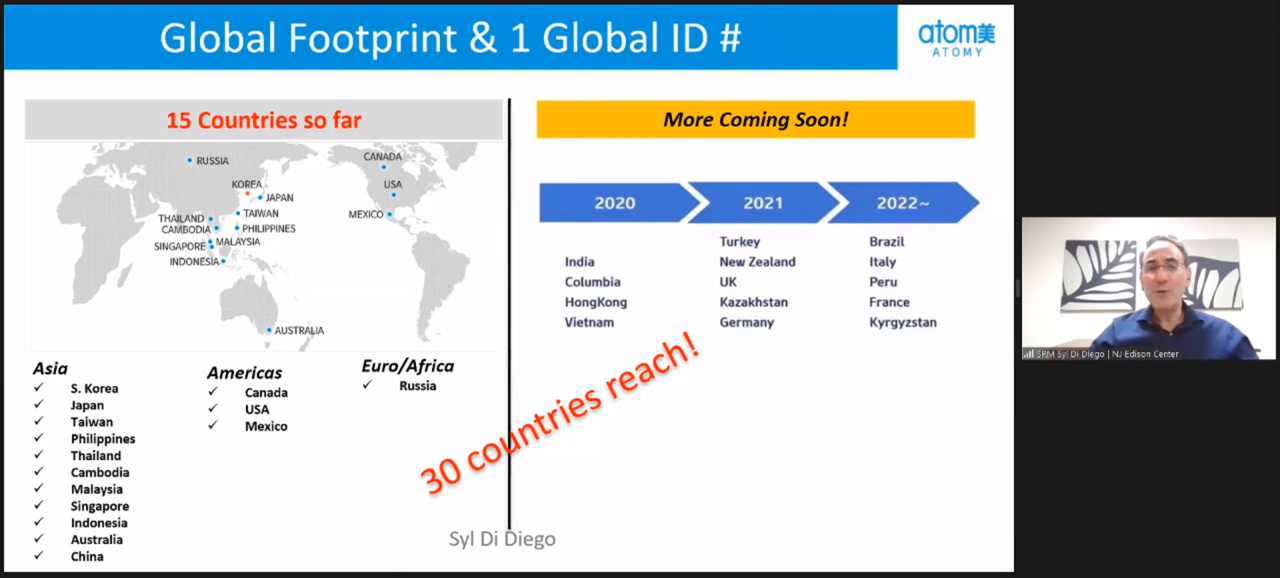 Global Footprint & 1 Global ID #
atom美
ATOMY
15 Countries so far
RUSSIA
CANADA
KOREA
USA
JAPAN
MEXICO
THAILAND
TAIWAN
CAMBODIA
PHILIPPINES
SINGAPORE
MALAYSIA
INDONESIA
AUSTRALIA
Asia
S. Korea
Japan
Taiwan
Philippines
Thailand
Cambodia
Malaysia
Singapore
Indonesia
Australia
China
Americas
Canada
USA
Mexico
Euro/Africa
Russia
More Coming Soon!
2020
2021
2022~
India
Columbia
HongKong
Vietnam
Turkey
New Zealand
UK
Kazakhstan
Germany
Brazil
Italy
Peru
France
Kyrgyzstan
30 countries reach!
Syl Di Diego
SRM Syl Di Diego | NJ Edison Center